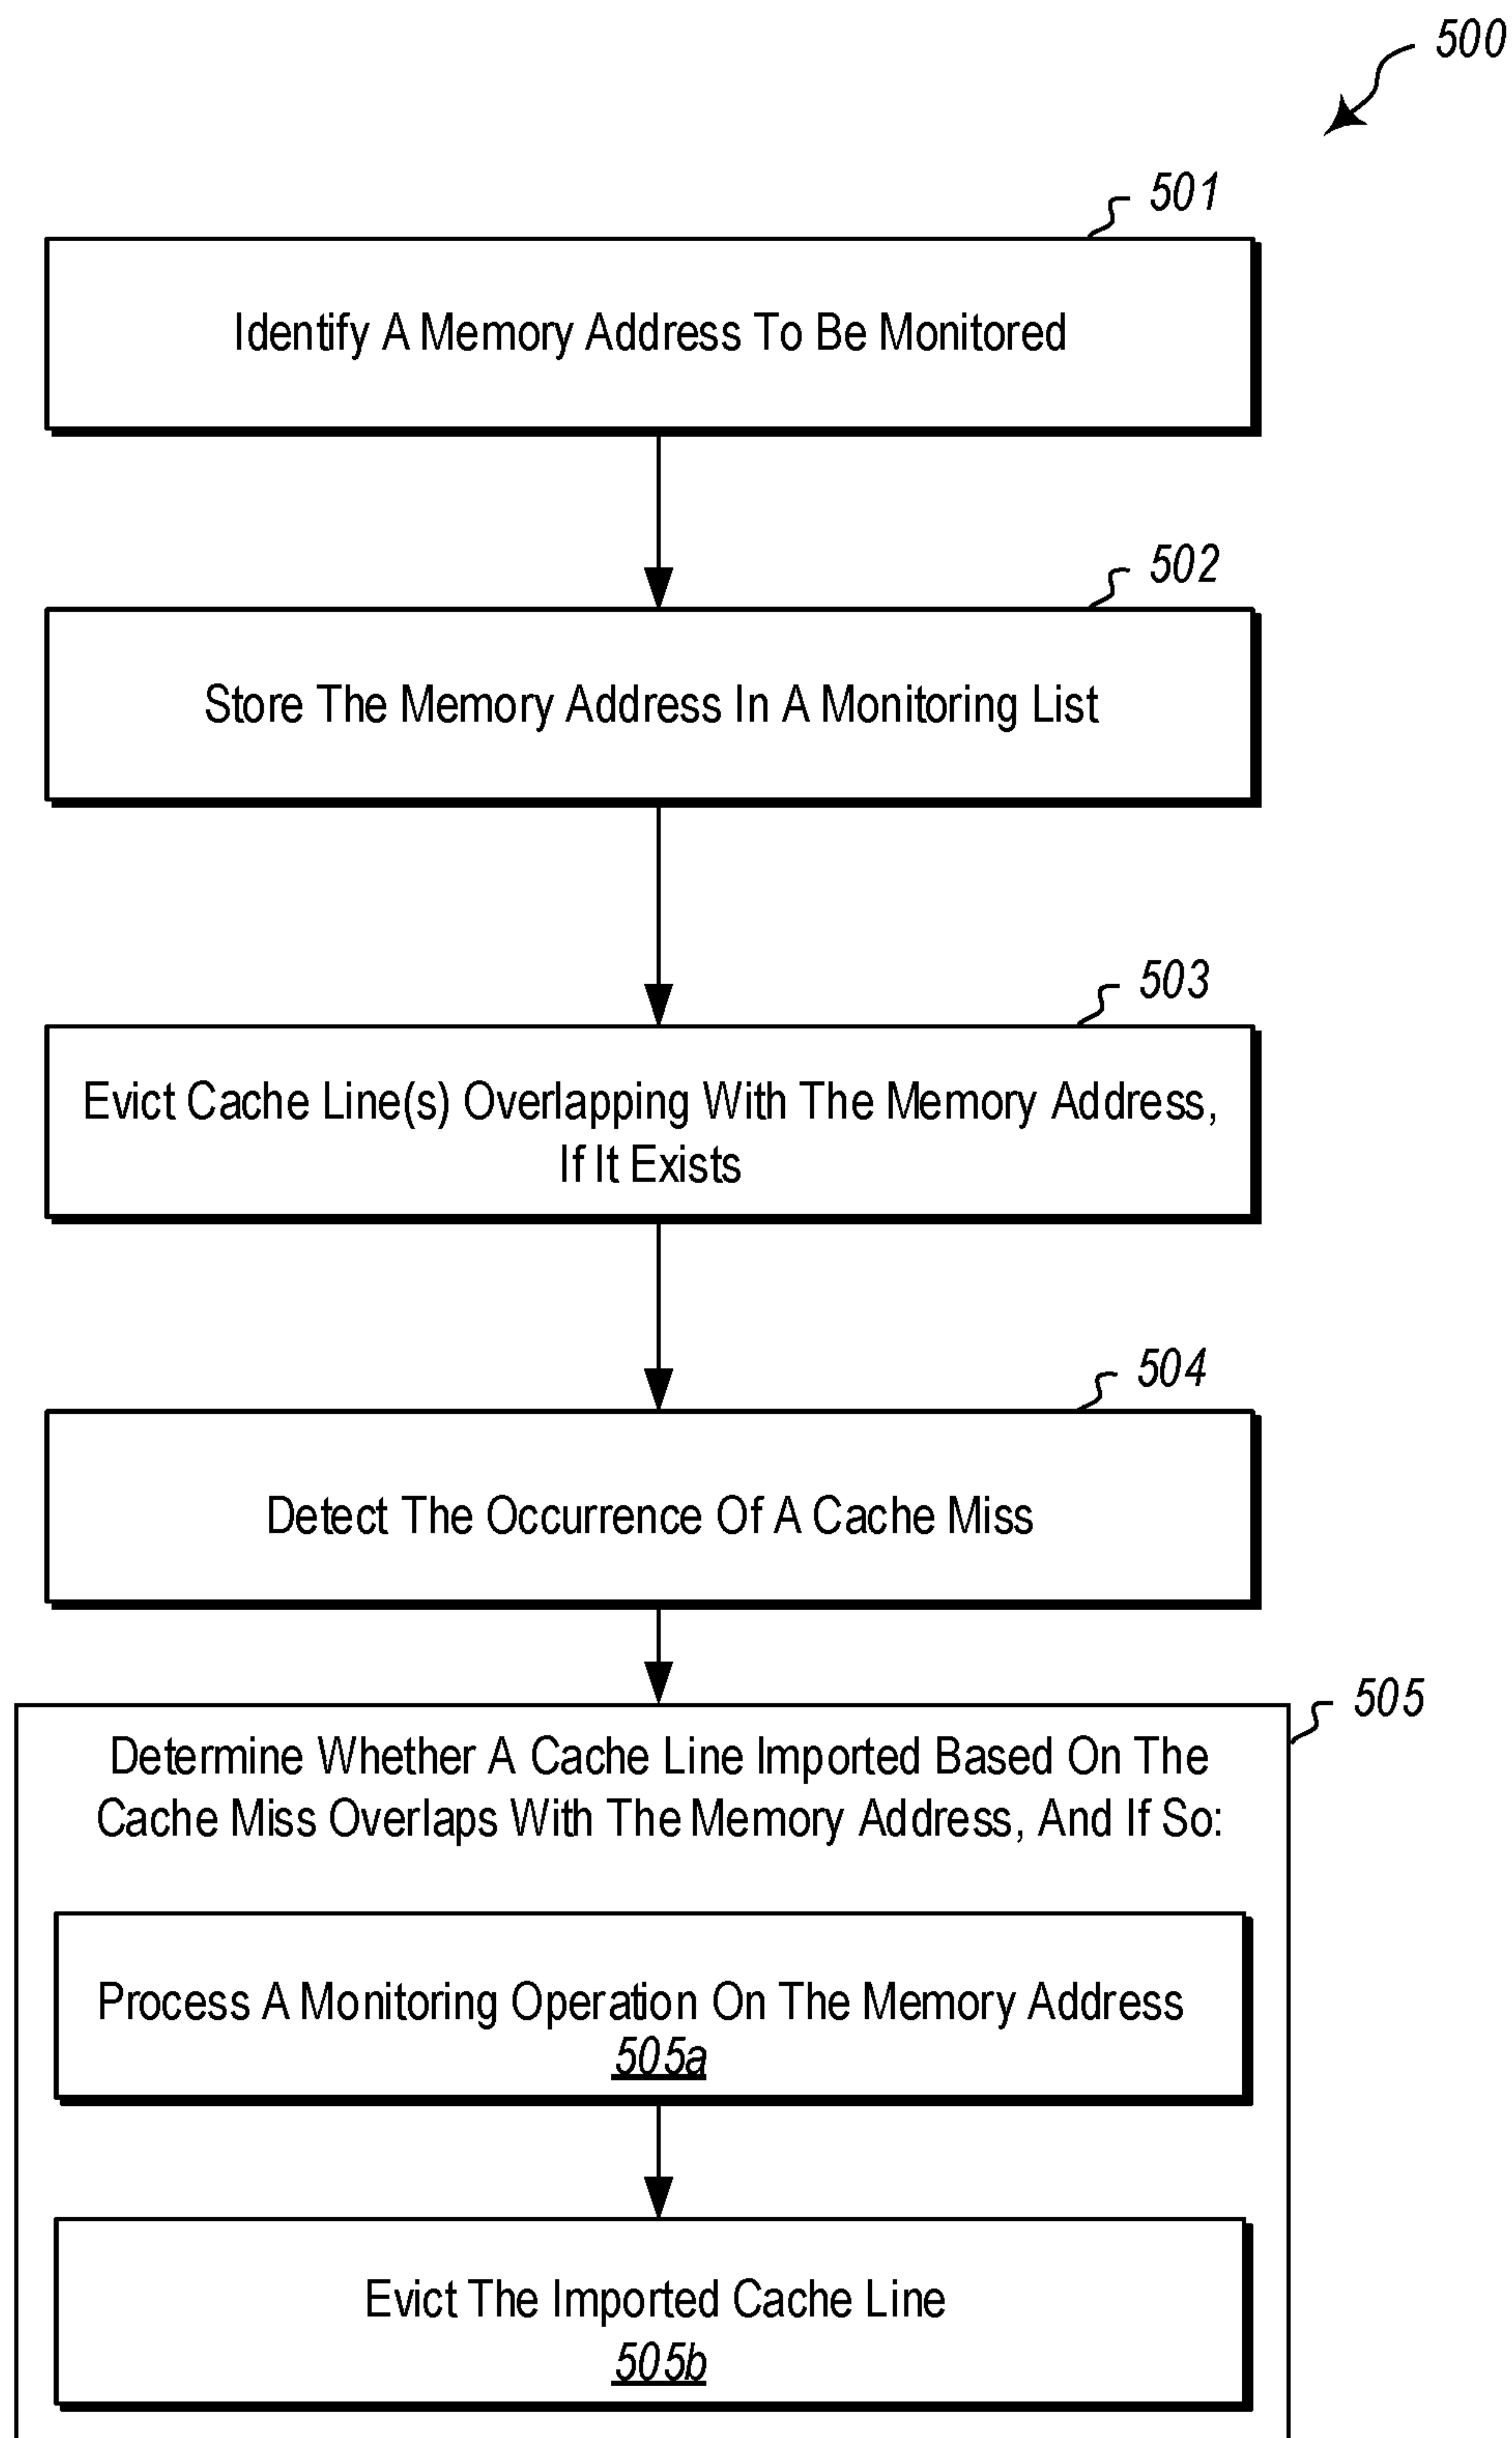 500
501
Identify A Memory Address To Be Monitored
502
Store The Memory Address In A Monitoring List
503
Evict Cache Line(s) Overlapping With The Memory Address,
If It Exists
504
Detect The Occurrence Of A Cache Miss
505
Determine Whether A Cache Line Imported Based On The
Cache Miss Overlaps With The Memory Address, And If So:
Process A Monitoring Operation On The Memory Address
505a
Evict The Imported Cache Line
505b